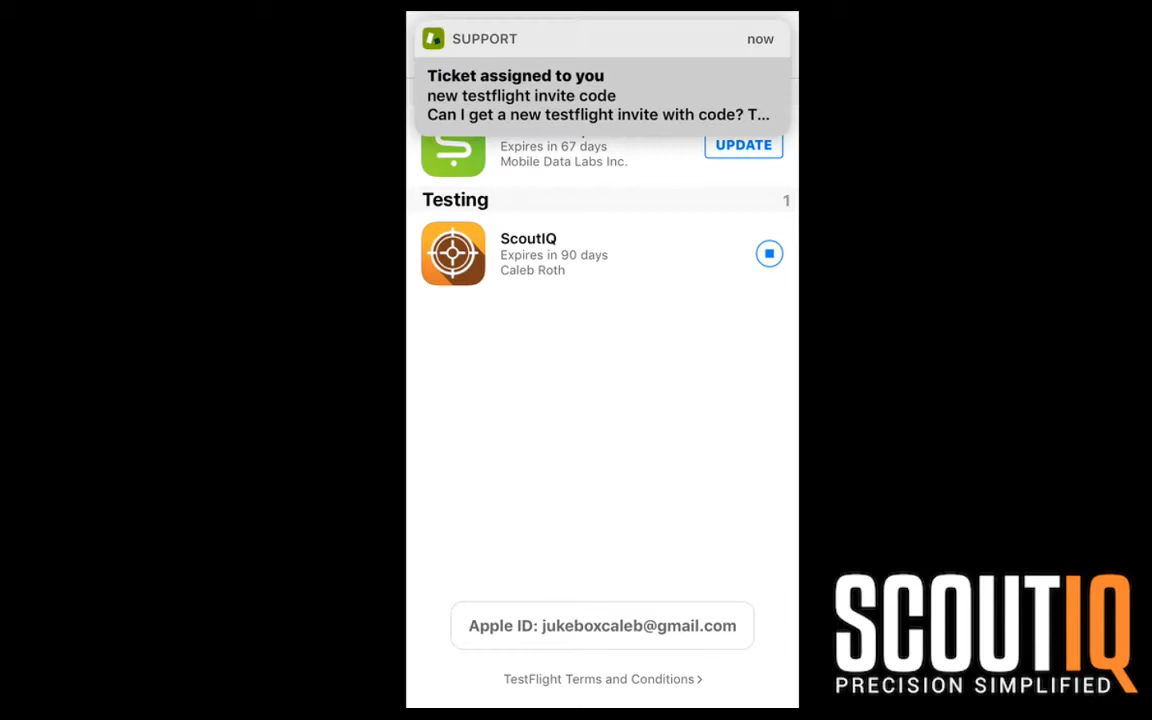 SUPPORT
now
Ticket assigned to you
new testflight invite code
Can I get a new testflight invite with code? T...
Expires in 67 days
Mobile Data Labs Inc.
UPDATE
Testing
1
ScoutIQ
Expires in 90 days
Caleb Roth
Apple ID: jukeboxcaleb@gmail.com
TestFlight Terms and Conditions >
SCOUTIQ
PRECISION SIMPLIFIED